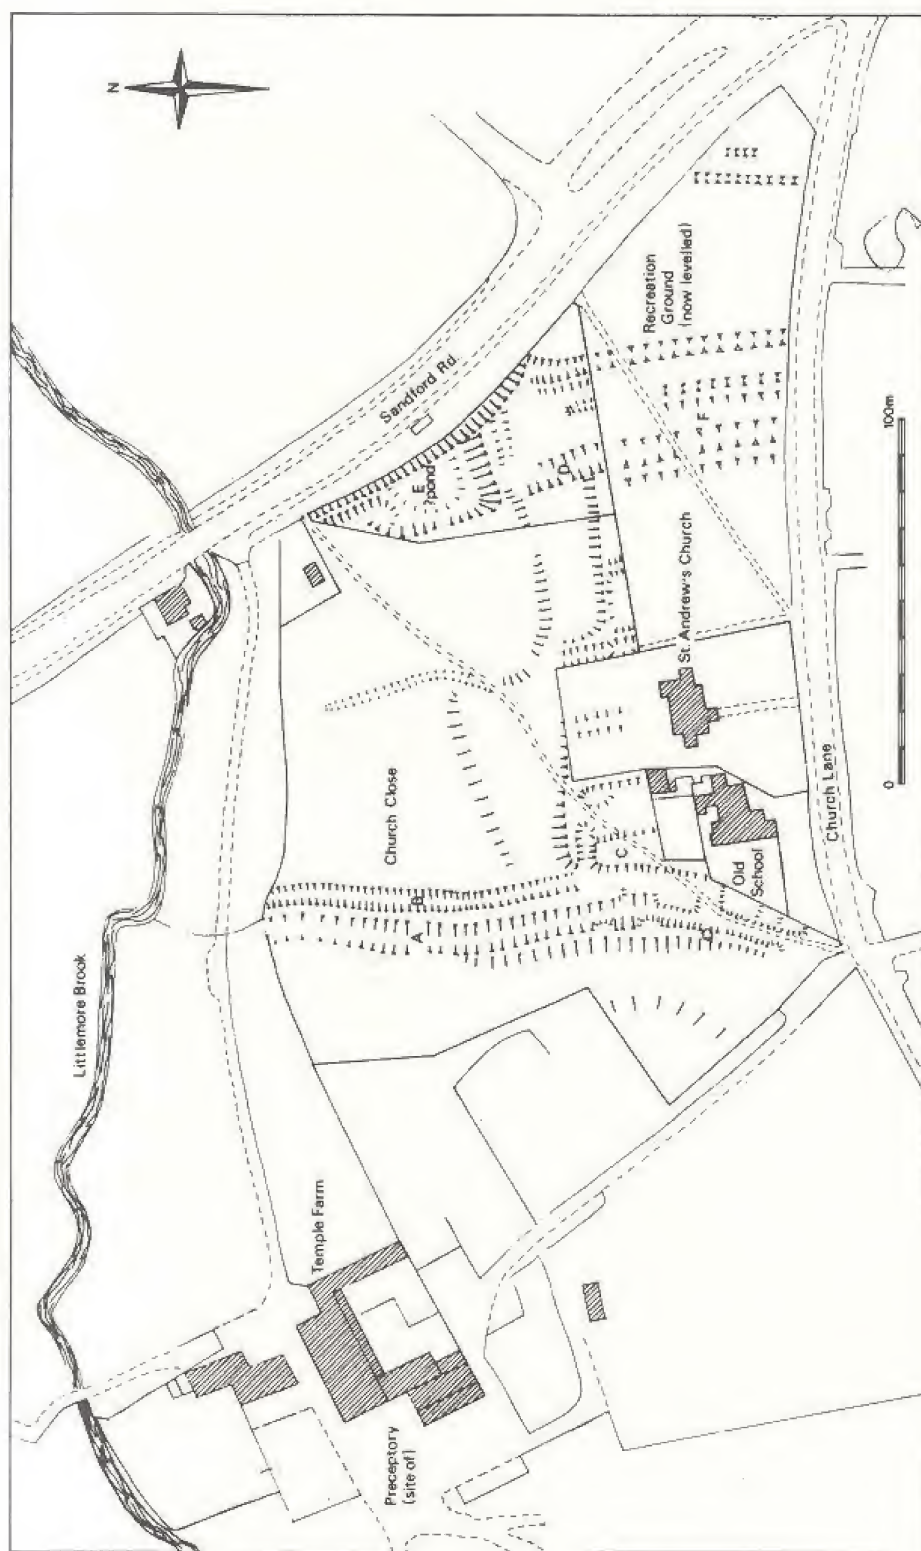 N
Littlemore Brook
Sandford Rd.
Church Close
A
B
C
D
D
E
?pond
F
Recreation
Ground
(now levelled)
St. Andrew's Church
Old
School
Church Lane
Temple Farm
Preceptory
(site of)
0
100m